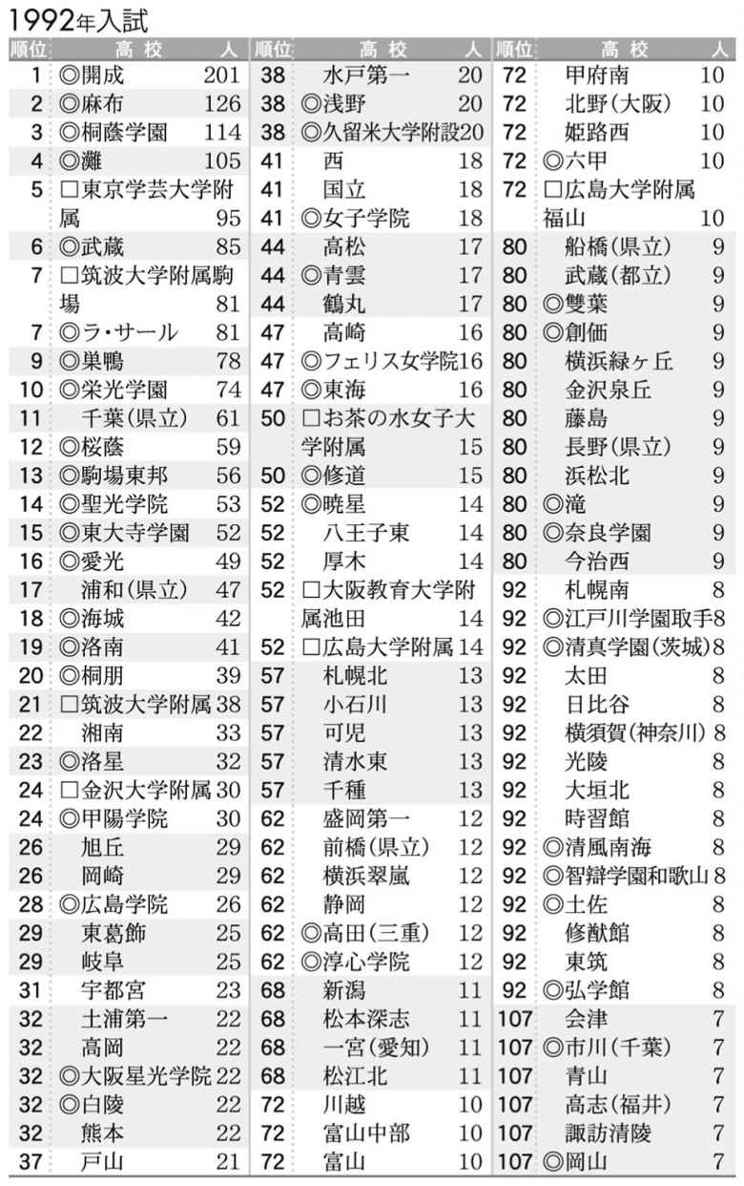 1992年入試
順位 高校 人
1 ◎開成 201
2 ◎麻布 126
3 ◎桐蔭学園 114
4 ◎灘 105
5 □東京学芸大学附
属 95
6 ◎武蔵 85
7 □筑波大学附属駒
場 81
7 ◎ラ・サール 81
9 ◎巣鴨 78
10 ◎栄光学園 74
11 千葉(県立) 61
12 ◎桜蔭 59
13 ◎駒場東邦 56
14 ◎聖光学院 53
15 ◎東大寺学園 52
16 ◎愛光 49
17 浦和(県立) 47
18 ◎海城 42
19 ◎洛南 41
20 ◎桐朋 39
21 □筑波大学附属 38
22 湘南 33
23 ◎洛星 32
24 □金沢大学附属 30
24 ◎甲陽学院 30
26 旭丘 29
26 岡崎 29
28 ◎広島学院 26
29 東葛飾 25
29 岐阜 25
31 宇都宮 23
32 土浦第一 22
32 高岡 22
32 ◎大阪星光学院 22
32 ◎白陵 22
32 熊本 22
37 戸山 21
順位 高校 人
38 水戸第一 20
38 ◎浅野 20
38 ◎久留米大学附設 20
41 西 18
41 国立 18
41 ◎女子学院 18
44 高松 17
44 ◎青雲 17
44 鶴丸 17
47 高崎 16
47 ◎フェリス女学院 16
47 ◎東海 16
50 □お茶の水女子大
学附属 15
50 ◎修道 15
52 ◎暁星 14
52 八王子東 14
52 厚木 14
52 □大阪教育大学附
属池田 14
52 □広島大学附属 14
57 札幌北 13
57 小石川 13
57 可児 13
57 清水東 13
57 千種 13
62 盛岡第一 12
62 前橋(県立) 12
62 横浜翠嵐 12
62 静岡 12
62 ◎高田(三重) 12
62 ◎淳心学院 12
68 新潟 11
68 松本深志 11
68 一宮(愛知) 11
68 松江北 11
72 川越 10
72 富山中部 10
72 富山 10
順位 高校 人
72 甲府南 10
72 北野(大阪) 10
72 姫路西 10
72 ◎六甲 10
72 □広島大学附属
福山 10
80 船橋(県立) 9
80 武蔵(都立) 9
80 ◎雙葉 9
80 ◎創価 9
80 横浜緑ヶ丘 9
80 金沢泉丘 9
80 藤島 9
80 長野(県立) 9
80 浜松北 9
80 ◎滝 9
80 ◎奈良学園 9
80 今治西 9
92 札幌南 8
92 ◎江戸川学園取手 8
92 ◎清真学園(茨城) 8
92 太田 8
92 日比谷 8
92 横須賀(神奈川) 8
92 光陵 8
92 大垣北 8
92 時習館 8
92 ◎清風南海 8
92 ◎智辯学園和歌山 8
92 ◎土佐 8
92 修猷館 8
92 東筑 8
92 ◎弘学館 8
107 会津 7
107 ◎市川(千葉) 7
107 青山 7
107 高志(福井) 7
107 諏訪清陵 7
107 ◎岡山 7